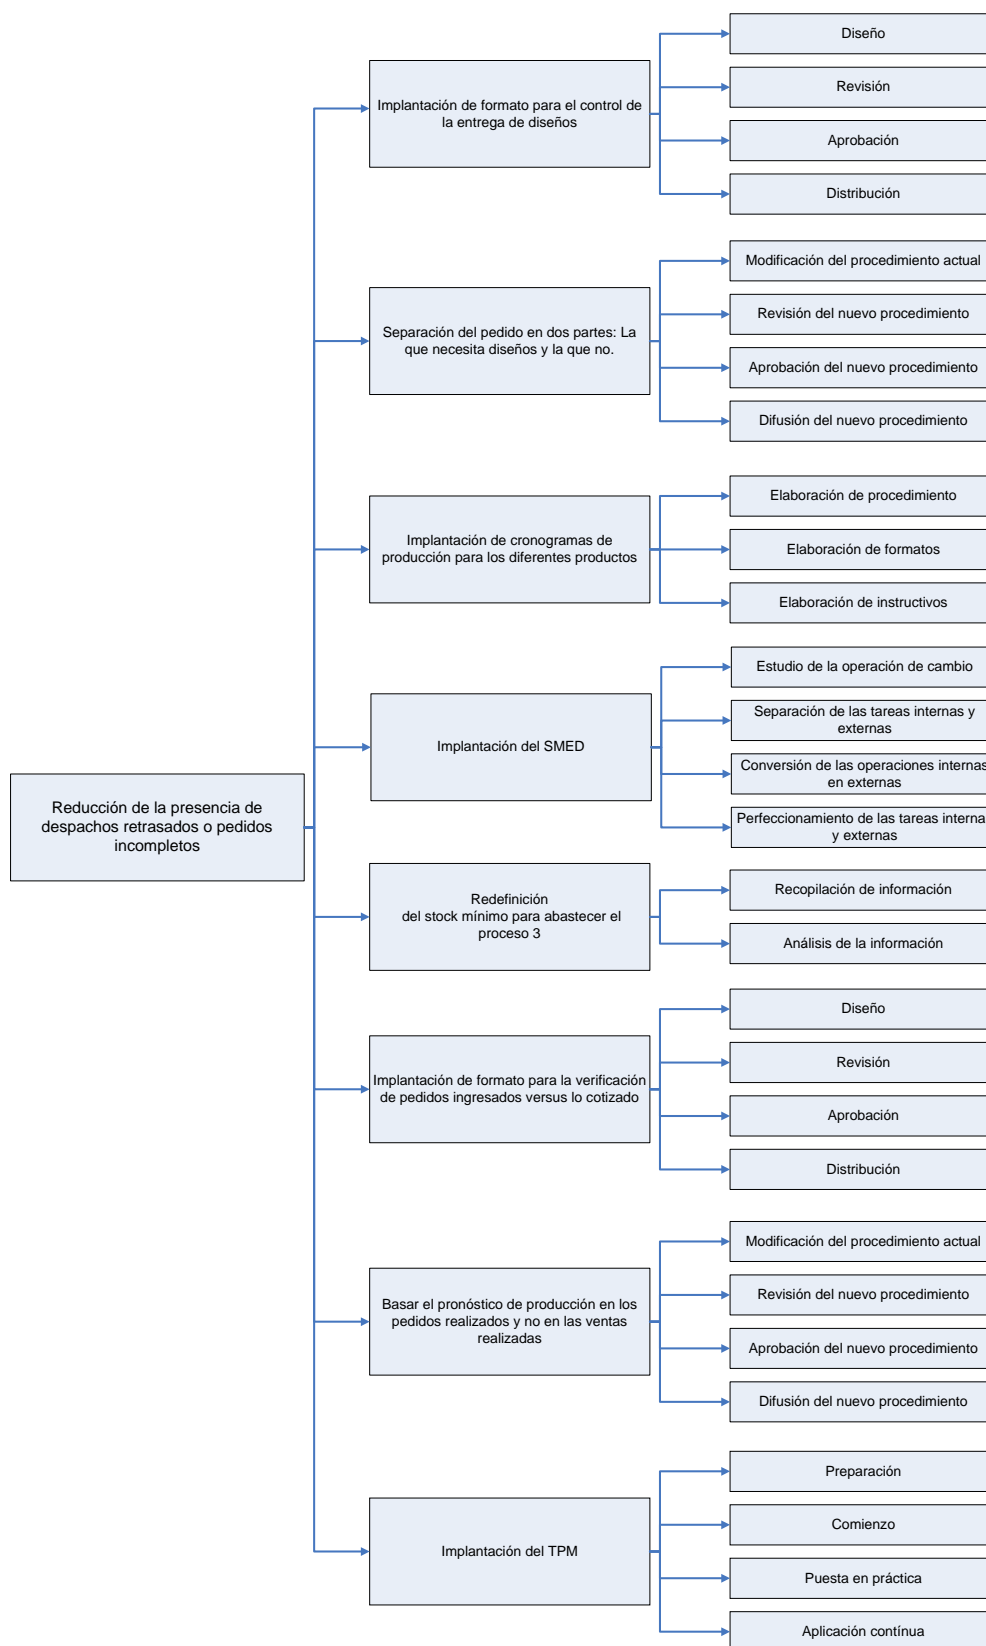 Reducción de la presencia de
despachos retrasados o pedidos
incompletos
Implantación de formato para el control de
la entrega de diseños
Diseño
Revisión
Aprobación
Distribución
Separación del pedido en dos partes: La
que necesita diseños y la que no.
Modificación del procedimiento actual
Revisión del nuevo procedimiento
Aprobación del nuevo procedimiento
Difusión del nuevo procedimiento
Implantación de cronogramas de
producción para los diferentes productos
Elaboración de procedimiento
Elaboración de formatos
Elaboración de instructivos
Implantación del SMED
Estudio de la operación de cambio
Separación de las tareas internas y
externas
Conversión de las operaciones internas
en externas
Perfeccionamiento de las tareas interna
y externas
Redefinición
del stock mínimo para abastecer el
proceso 3
Recopilación de información
Análisis de la información
Implantación de formato para la verificación
de pedidos ingresados versus lo cotizado
Diseño
Revisión
Aprobación
Distribución
Basar el pronóstico de producción en los
pedidos realizados y no en las ventas
realizadas
Modificación del procedimiento actual
Revisión del nuevo procedimiento
Aprobación del nuevo procedimiento
Difusión del nuevo procedimiento
Implantación del TPM
Preparación
Comienzo
Puesta en práctica
Aplicación contínua